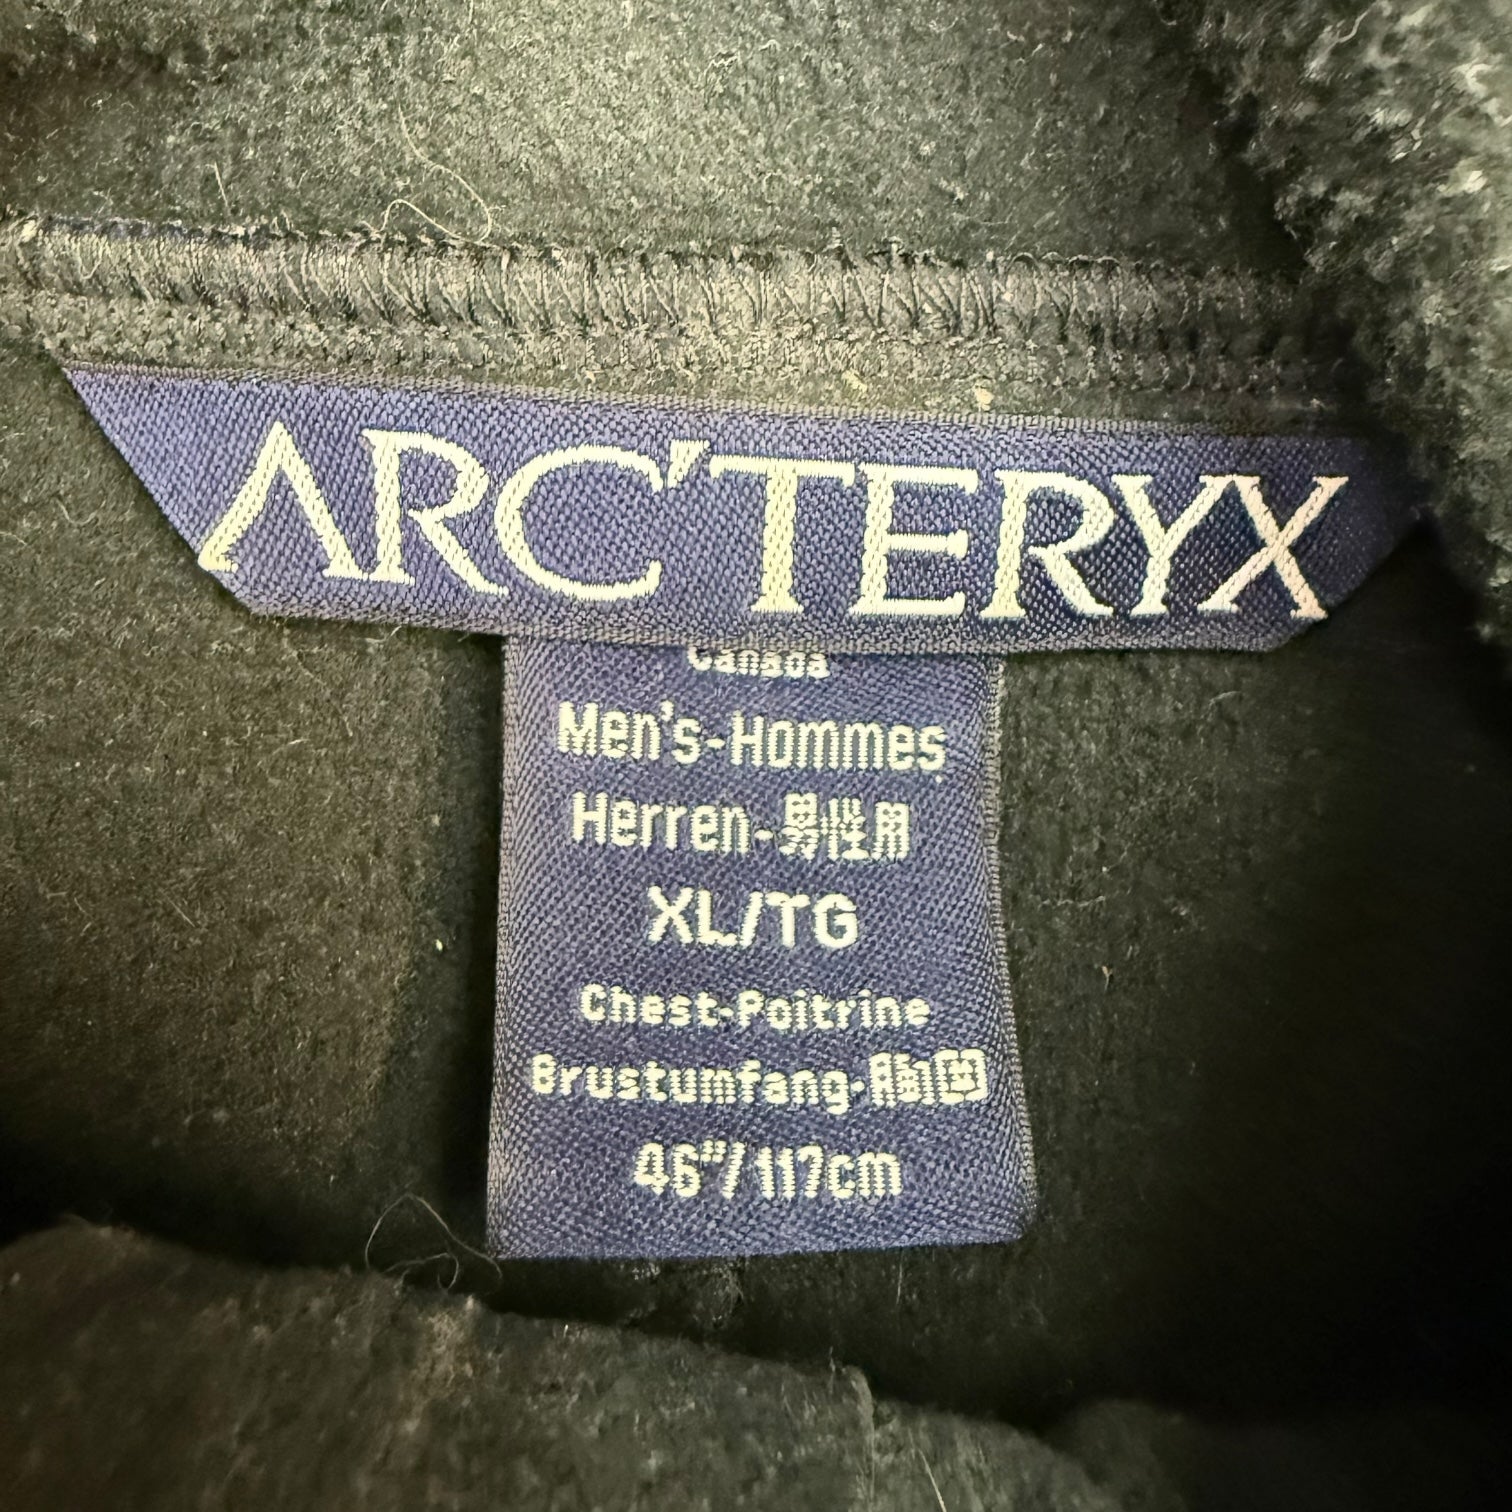 ARC'TERYX
Canada
Men's-Hommes
Herren-男性用
XL/TG
Chest-Poitrine
Brustumfang-胸囲
46"/117cm